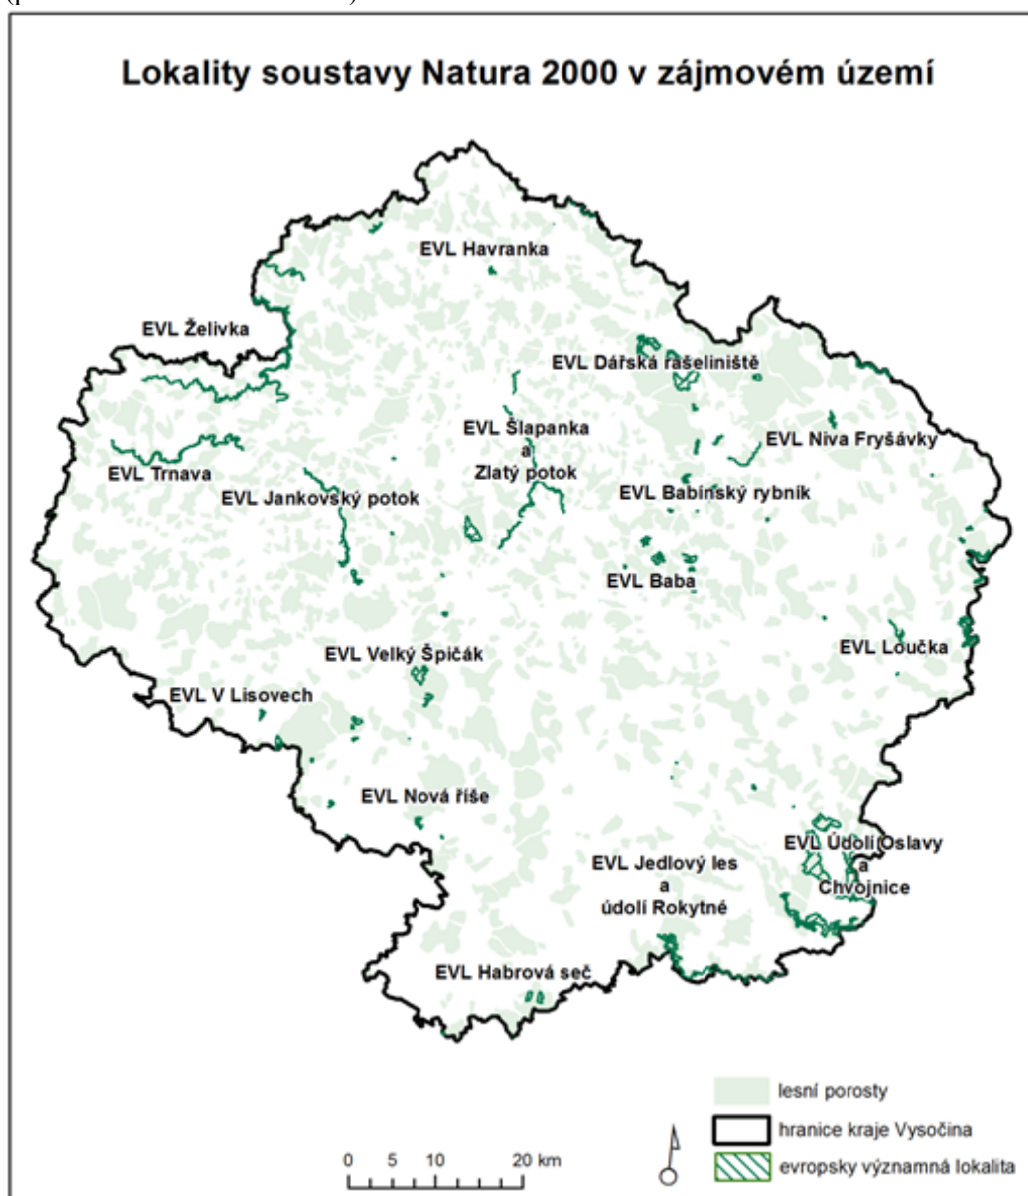 Lokality soustavy Natura 2000 v zájmovém území
EVL Havranka
EVL Želivka
EVL Dářská rašeliniště
EVL Šlapanka
a
Zlatý potok
EVL Niva Fryšávky
EVL Trnava
EVL Jankovský potok
EVL Babínský rybník
EVL Baba
EVL Loučka
EVL Velký Špičák
EVL V Lisovech
EVL Nová říše
EVL Údolí Oslavy
a
Chvojnice
EVL Jedlový les
a
údolí Rokytné
EVL Habrová seč
lesní porosty
hranice kraje Vysočina
evropsky významná lokalita
0 5 10 20 km